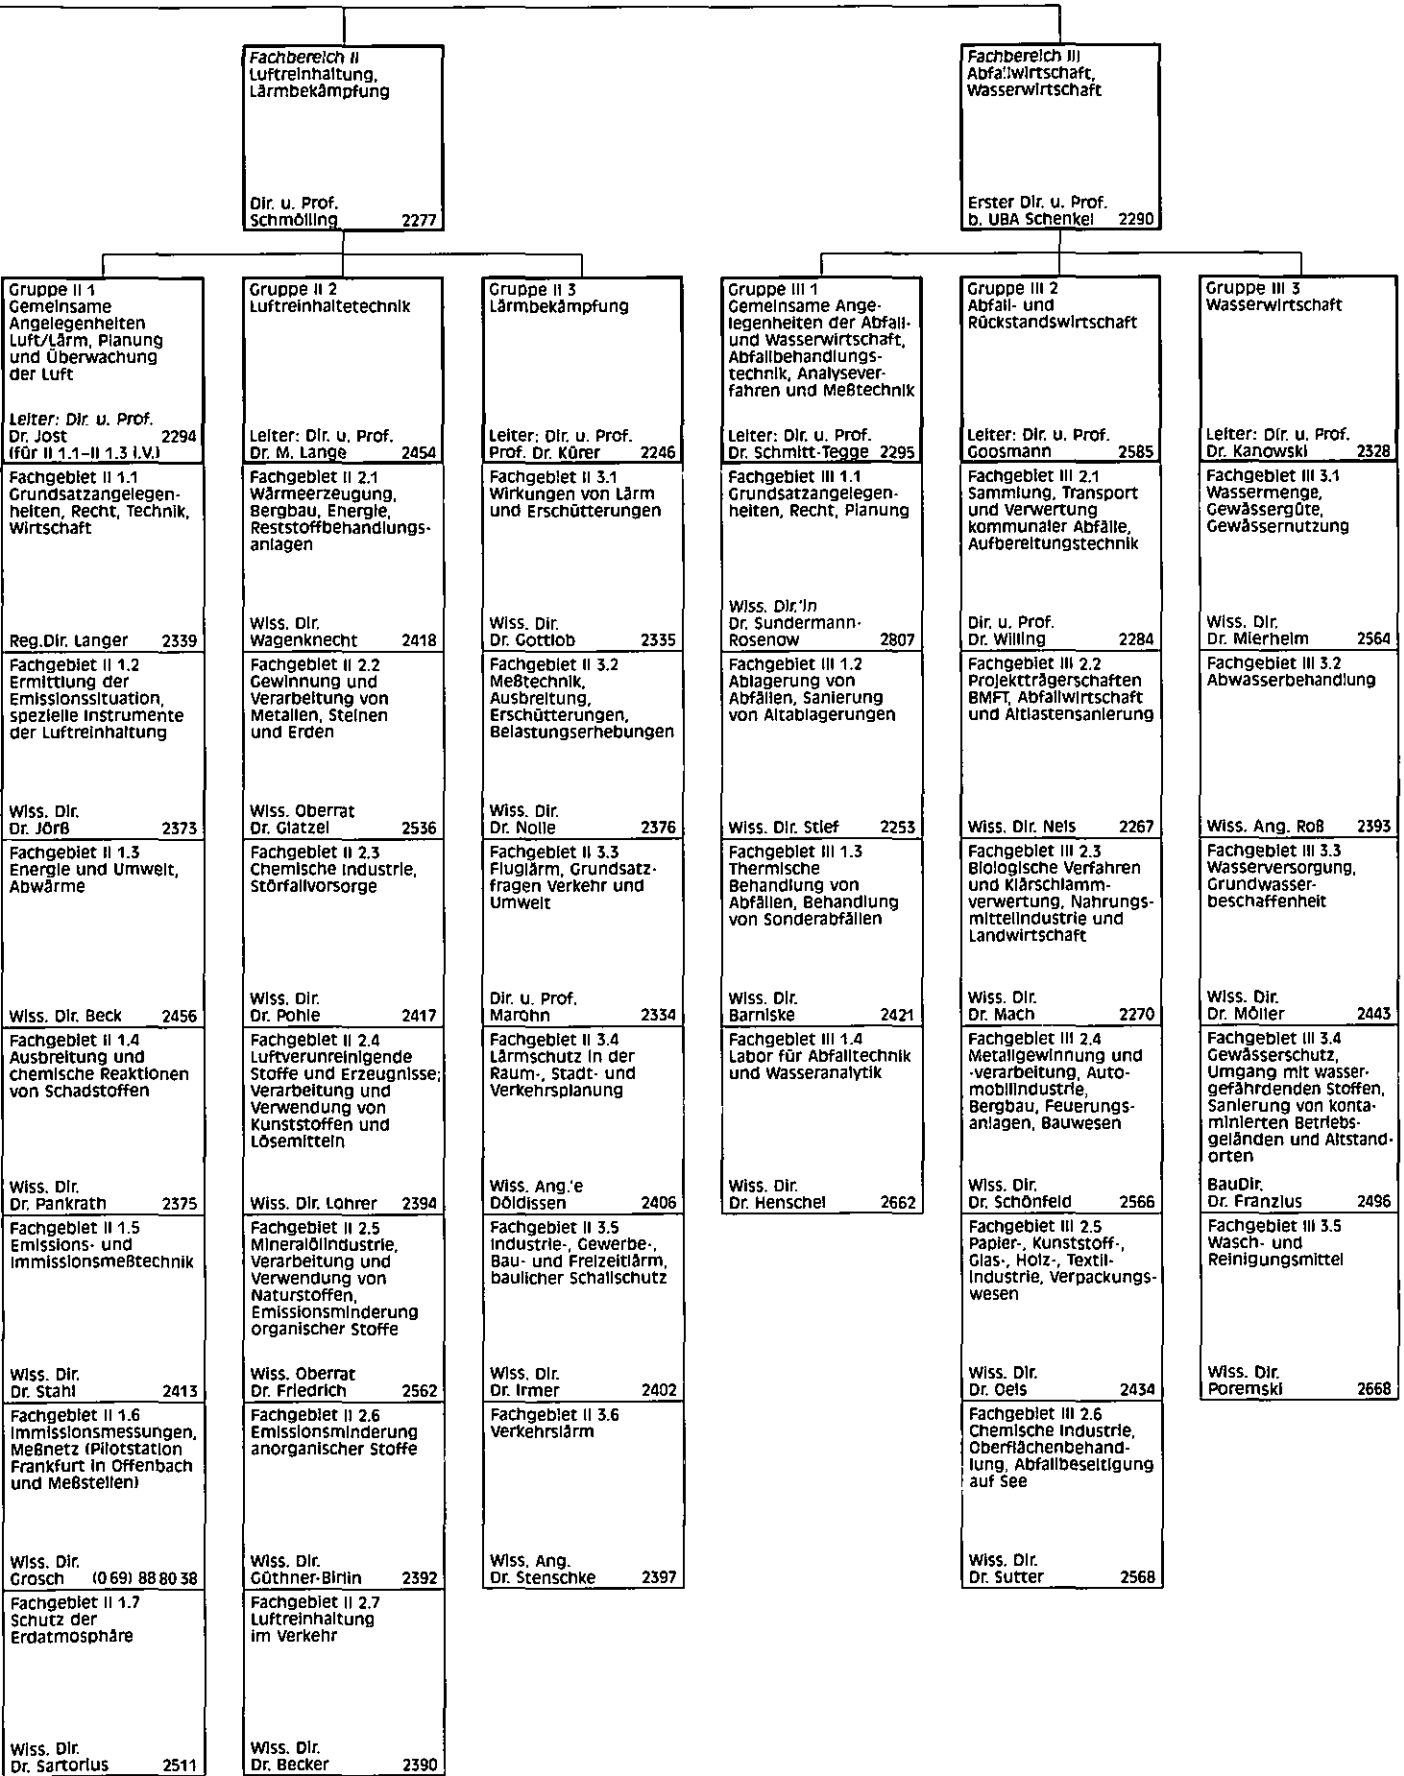 Fachbereich II
Luftreinhaltung,
Lärmbekämpfung
Dir. u. Prof.
Schmölling 2277
Fachbereich III
Abfallwirtschaft,
Wasserwirtschaft
Erster Dir. u. Prof.
b. UBA Schenkel 2290
Gruppe II 1
Gemeinsame
Angelegenheiten
Luft/Lärm, Planung
und Überwachung
der Luft
Leiter: Dir. u. Prof.
Dr. Jost 2294
(für II 1.1–II 1.3 i.V.)
Fachgebiet II 1.1
Grundsatzangelegen-
heiten, Recht, Technik,
Wirtschaft
Reg.Dir. Langer 2339
Fachgebiet II 1.2
Ermittlung der
Emissionssituation,
spezielle Instrumente
der Luftreinhaltung
Wiss. Dir.
Dr. Jörß 2373
Fachgebiet II 1.3
Energie und Umwelt,
Abwärme
Wiss. Dir. Beck 2456
Fachgebiet II 1.4
Ausbreitung und
chemische Reaktionen
von Schadstoffen
Wiss. Dir.
Dr. Pankrath 2375
Fachgebiet II 1.5
Emissions- und
Immissionsmeßtechnik
Wiss. Dir.
Dr. Stahl 2413
Fachgebiet II 1.6
Immissionsmessungen,
Meßnetz (Pilotstation
Frankfurt in Offenbach
und Meßstellen)
Wiss. Dir.
Grosch (0 69) 88 80 38
Fachgebiet II 1.7
Schutz der
Erdatmosphäre
Wiss. Dir.
Dr. Sartorius 2511
Gruppe II 2
Luftreinhaltetechnik
Leiter: Dir. u. Prof.
Dr. M. Lange 2454
Fachgebiet II 2.1
Wärmeerzeugung,
Bergbau, Energie,
Reststoffbehandlungs-
anlagen
Wiss. Dir.
Wagenknecht 2418
Fachgebiet II 2.2
Gewinnung und
Verarbeitung von
Metallen, Steinen
und Erden
Wiss. Oberrat
Dr. Glatzel 2536
Fachgebiet II 2.3
Chemische Industrie,
Störfallvorsorge
Wiss. Dir.
Dr. Pohle 2417
Fachgebiet II 2.4
Luftverunreinigende
Stoffe und Erzeugnisse;
Verarbeitung und
Verwendung von
Kunststoffen und
Lösemitteln
Wiss. Dir. Lohrer 2394
Fachgebiet II 2.5
Mineralölindustrie,
Verarbeitung und
Verwendung von
Naturstoffen,
Emissionsminderung
organischer Stoffe
Wiss. Oberrat
Dr. Friedrich 2562
Fachgebiet II 2.6
Emissionsminderung
anorganischer Stoffe
Wiss. Dir.
Güthner-Birlin 2392
Fachgebiet II 2.7
Luftreinhaltung
im Verkehr
Wiss. Dir.
Dr. Becker 2390
Gruppe II 3
Lärmbekämpfung
Leiter: Dir. u. Prof.
Prof. Dr. Kürer 2246
Fachgebiet II 3.1
Wirkungen von Lärm
und Erschütterungen
Wiss. Dir.
Dr. Gottlob 2335
Fachgebiet II 3.2
Meßtechnik,
Ausbreitung,
Erschütterungen,
Belastungserhebungen
Wiss. Dir.
Dr. Nolle 2376
Fachgebiet II 3.3
Fluglärm, Grundsatz-
fragen Verkehr und
Umwelt
Dir. u. Prof.
Marohn 2334
Fachgebiet II 3.4
Lärmschutz in der
Raum-, Stadt- und
Verkehrsplanung
Wiss. Ang.'e
Döldissen 2406
Fachgebiet II 3.5
Industrie-, Gewerbe-,
Bau- und Freizeitlärm,
baulicher Schallschutz
Wiss. Dir.
Dr. Irmer 2402
Fachgebiet II 3.6
Verkehrslärm
Wiss. Ang.
Dr. Stenschke 2397
Gruppe III 1
Gemeinsame Ange-
legenheiten der Abfall-
und Wasserwirtschaft,
Abfallbehandlungs-
technik, Analysever-
fahren und Meßtechnik
Leiter: Dir. u. Prof.
Dr. Schmitt-Tegge 2295
Fachgebiet III 1.1
Grundsatzangelegen-
heiten, Recht, Planung
Wiss. Dir.'in
Dr. Sundermann-
Rosenow 2807
Fachgebiet III 1.2
Ablagerung von
Abfällen, Sanierung
von Altablagerungen
Wiss. Dir. Stief 2253
Fachgebiet III 1.3
Thermische
Behandlung von
Abfällen, Behandlung
von Sonderabfällen
Wiss. Dir.
Barniske 2421
Fachgebiet III 1.4
Labor für Abfalltechnik
und Wasseranalytik
Wiss. Dir.
Dr. Henschel 2662
Gruppe III 2
Abfall- und
Rückstandswirtschaft
Leiter: Dir. u. Prof.
Goosmann 2585
Fachgebiet III 2.1
Sammlung, Transport
und Verwertung
kommunaler Abfälle,
Aufbereitungstechnik
Dir. u. Prof.
Dr. Willing 2284
Fachgebiet III 2.2
Projektträgerschaften
BMFT, Abfallwirtschaft
und Altlastensanierung
Wiss. Dir. Nels 2267
Fachgebiet III 2.3
Biologische Verfahren
und Klärschlamm-
verwertung, Nahrungs-
mittelindustrie und
Landwirtschaft
Wiss. Dir.
Dr. Mach 2270
Fachgebiet III 2.4
Metallgewinnung und
-verarbeitung, Auto-
mobilindustrie,
Bergbau, Feuerungs-
anlagen, Bauwesen
Wiss. Dir.
Dr. Schönfeld 2566
Fachgebiet III 2.5
Papier-, Kunststoff-,
Glas-, Holz-, Textil-
industrie, Verpackungs-
wesen
Wiss. Dir.
Dr. Oels 2434
Fachgebiet III 2.6
Chemische Industrie,
Oberflächenbehand-
lung, Abfallbeseitigung
auf See
Wiss. Dir.
Dr. Sutter 2568
Gruppe III 3
Wasserwirtschaft
Leiter: Dir. u. Prof.
Dr. Kanowski 2328
Fachgebiet III 3.1
Wassermenge,
Gewässergüte,
Gewässernutzung
Wiss. Dir.
Dr. Mierheim 2564
Fachgebiet III 3.2
Abwasserbehandlung
Wiss. Ang. Roß 2393
Fachgebiet III 3.3
Wasserversorgung,
Grundwasser-
beschaffenheit
Wiss. Dir.
Dr. Möller 2443
Fachgebiet III 3.4
Gewässerschutz,
Umgang mit wasser-
gefährdenden Stoffen,
Sanierung von konta-
minierten Betriebs-
geländen und Altstand-
orten
BauDir.
Dr. Franzius 2496
Fachgebiet III 3.5
Wasch- und
Reinigungsmittel
Wiss. Dir.
Poremski 2668